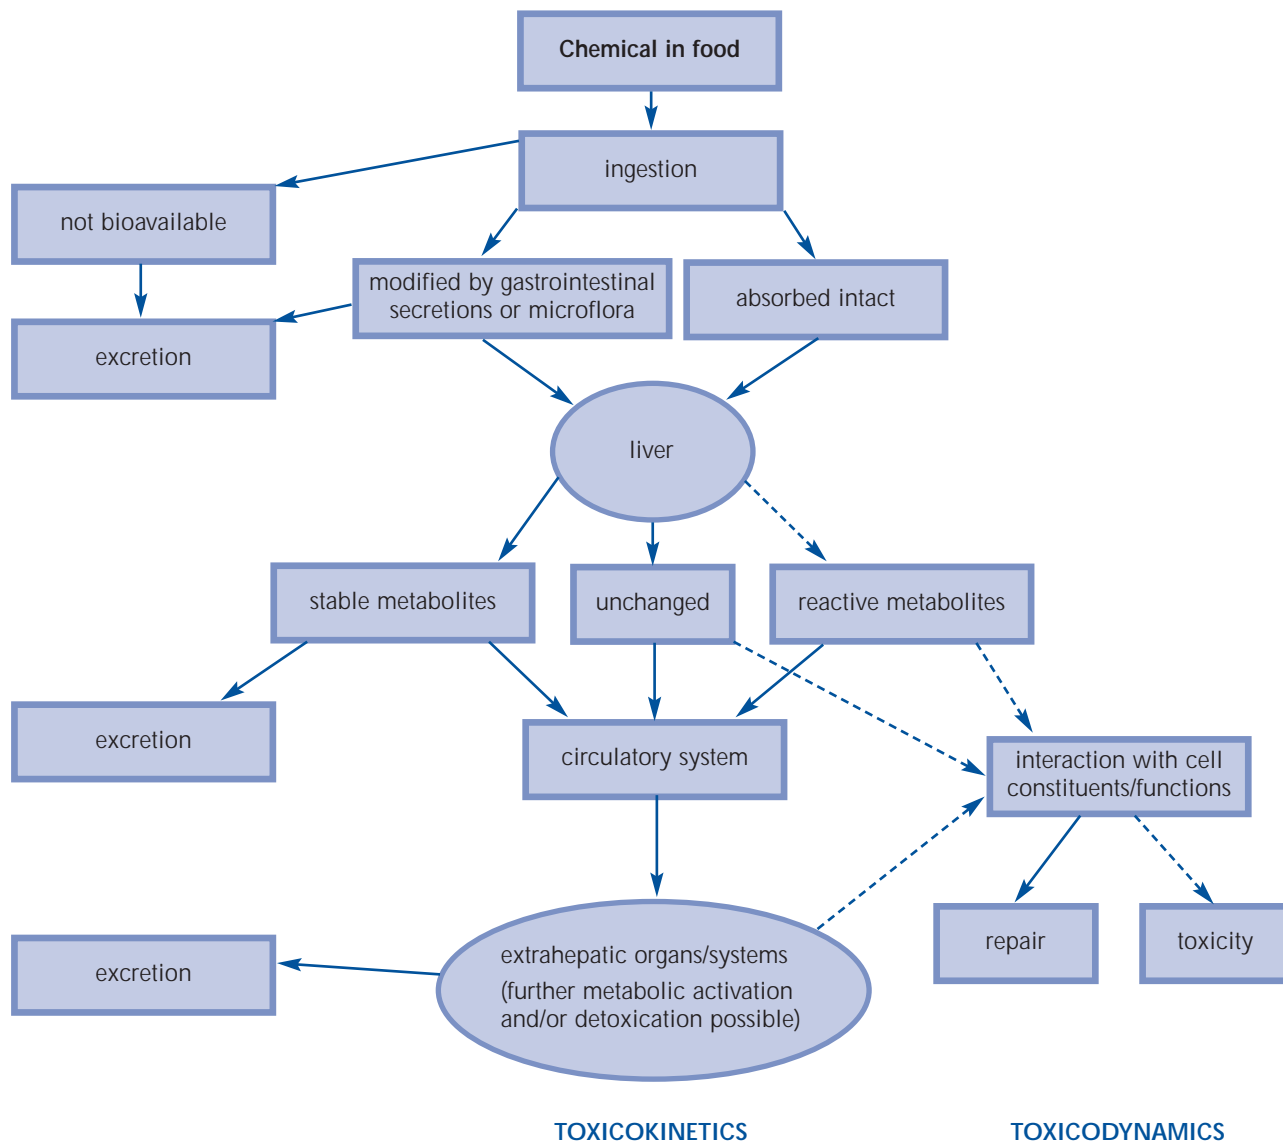 Chemical in food
ingestion
not bioavailable
modified by gastrointestinal
secretions or microflora
absorbed intact
excretion
liver
stable metabolites
unchanged
reactive metabolites
excretion
circulatory system
interaction with cell
constituents/functions
repair
toxicity
excretion
extrahepatic organs/systems
(further metabolic activation
and/or detoxication possible)
TOXICOKINETICS
TOXICODYNAMICS